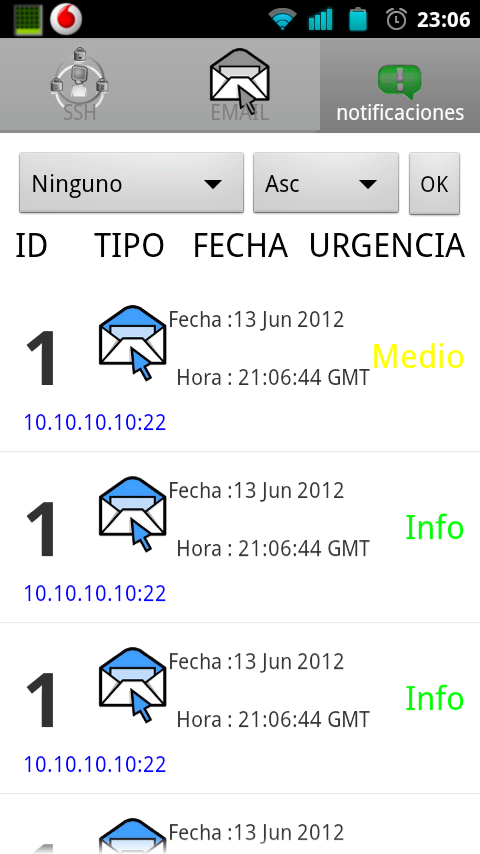 23:06
SSH EMAIL notificaciones
Ninguno Asc OK
ID TIPO FECHA URGENCIA
Fecha :13 Jun 2012
1 Medio
Hora : 21:06:44 GMT
10.10.10.10:22
Fecha :13 Jun 2012
1 Info
Hora : 21:06:44 GMT
10.10.10.10:22
Fecha :13 Jun 2012
1 Info
Hora : 21:06:44 GMT
10.10.10.10:22
Fecha :13 Jun 2012